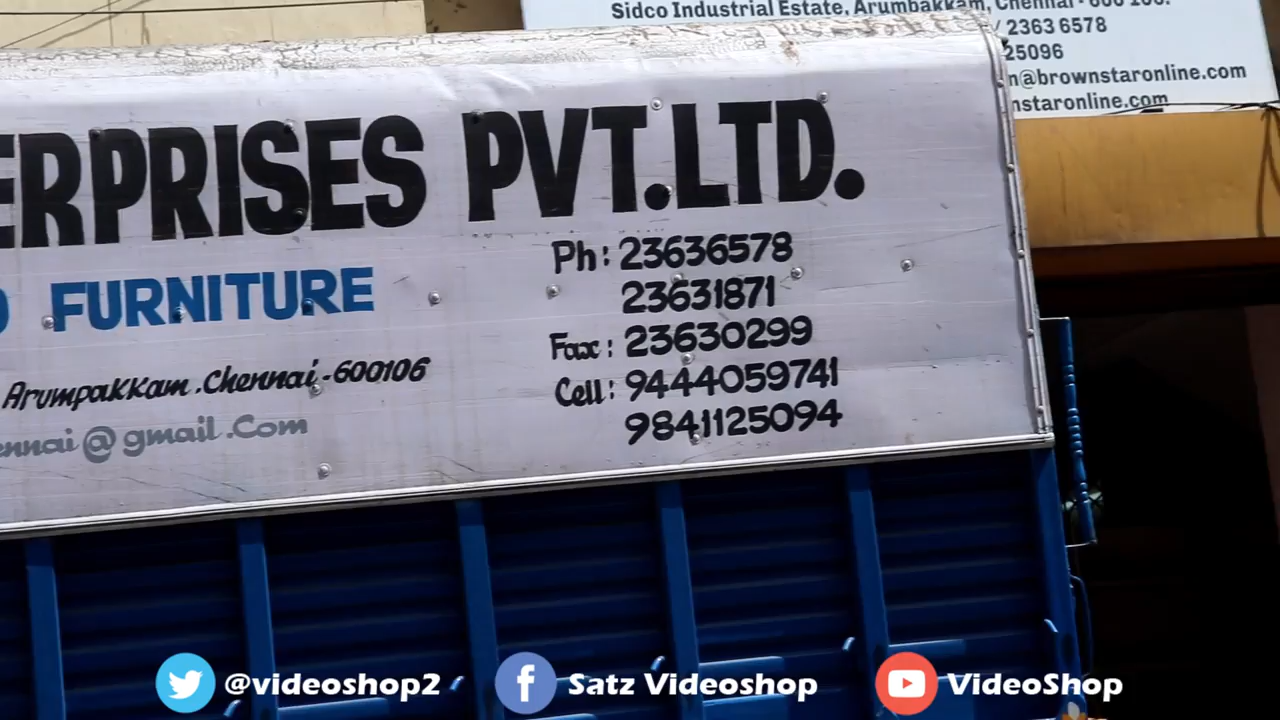 Sidco Industrial Estate, Arumbakkam, Chennai - 600 106.
/ 2363 6578
25096
n@brownstaronline.com
nstaronline.com
ERPRISES PVT.LTD.
FURNITURE
Arumpakkam.Chennai-600106
ennai@gmail.Com
Ph: 23636578
23631871
Fax: 23630299
Cell: 9444059741
9841125094
@videoshop2
Satz Videoshop
VideoShop